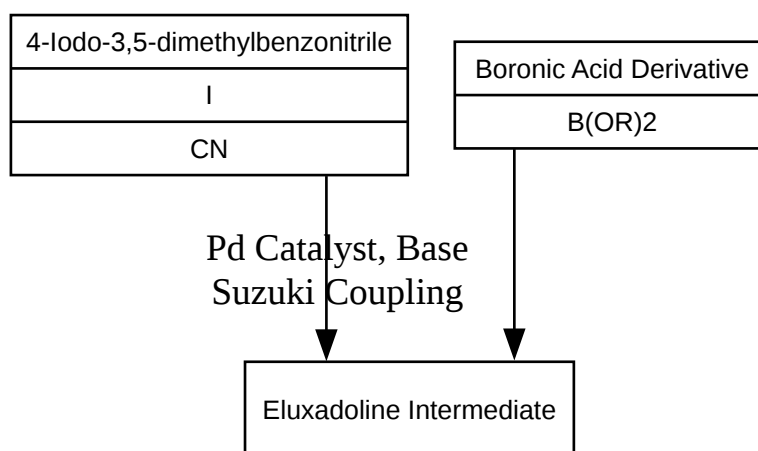 4-Iodo-3,5-dimethylbenzonitrile
I
CN
Boronic Acid Derivative
B(OR)2
Pd Catalyst, Base
Suzuki Coupling
Eluxadoline Intermediate